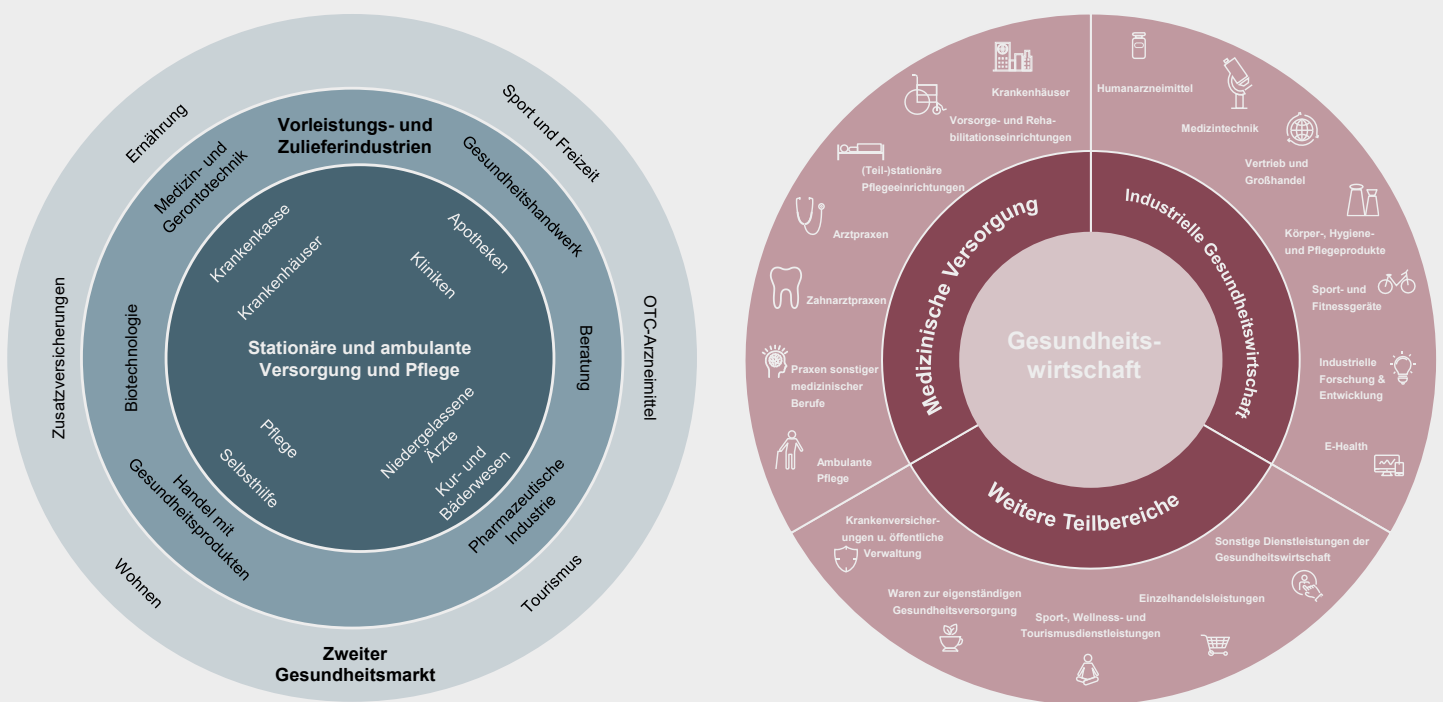 Ernährung
Sport und Freizeit
Vorleistungs- und
Zulieferindustrien
Medizin- und
Gerontotechnik
Gesundheitshandwerk
Krankenkasse
Krankenhäuser
Apotheken
Kliniken
Zusatzversicherungen
Biotechnologie
Stationäre und ambulante
Versorgung und Pflege
Beratung
OTC-Arzneimittel
Pflege
Selbsthilfe
Niedergelassene
Ärzte
Kur- und
Bäderwesen
Handel mit
Gesundheitsprodukten
Pharmazeutische
Industrie
Wohnen
Tourismus
Zweiter
Gesundheitsmarkt
Krankenhäuser
Vorsorge- und Reha-
bilitationseinrichtungen
(Teil-)stationäre
Pflegeeinrichtungen
Arztpraxen
Zahnarztpraxen
Praxen sonstiger
medizinischer
Berufe
Ambulante
Pflege
Humanarzneimittel
Medizintechnik
Vertrieb und
Großhandel
Körper-, Hygiene-
und Pflegeprodukte
Sport- und
Fitnessgeräte
Industrielle
Forschung &
Entwicklung
E-Health
Medizinische Versorgung
Industrielle Gesundheitswirtschaft
Gesundheits-
wirtschaft
Weitere Teilbereiche
Krankenversicher-
ungen u. öffentliche
Verwaltung
Waren zur eigenständigen
Gesundheitsversorgung
Sport-, Wellness- und
Tourismusdienstleistungen
Einzelhandelsleistungen
Sonstige Dienstleistungen der
Gesundheitswirtschaft